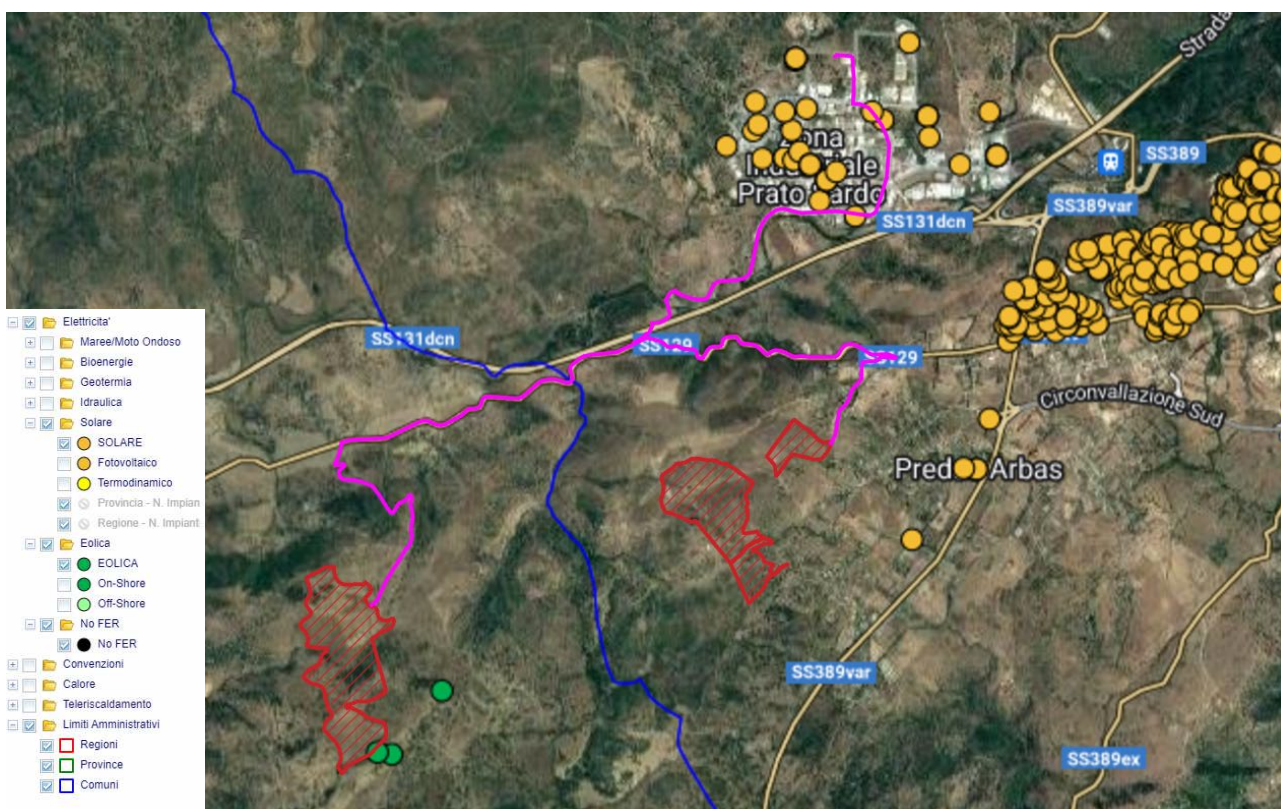 Elettricita'
Maree/Moto Ondoso
Bioenergie
Geotermia
Idraulica
Solare
SOLARE
Fotovoltaico
Termodinamico
Provincia - N. Impian
Regione - N. Impiant
Eolica
EOLICA
On-Shore
Off-Shore
No FER
No FER
Convenzioni
Calore
Teleriscaldamento
Limiti Amministrativi
Regioni
Province
Comuni
Strada
Zona
Industriale
Prato Sardo
SS389
SS389var
SS131dcn
SS131dcn
SS129
SS129
Circonvallazione Sud
Pred Arbas
SS389var
SS389ex